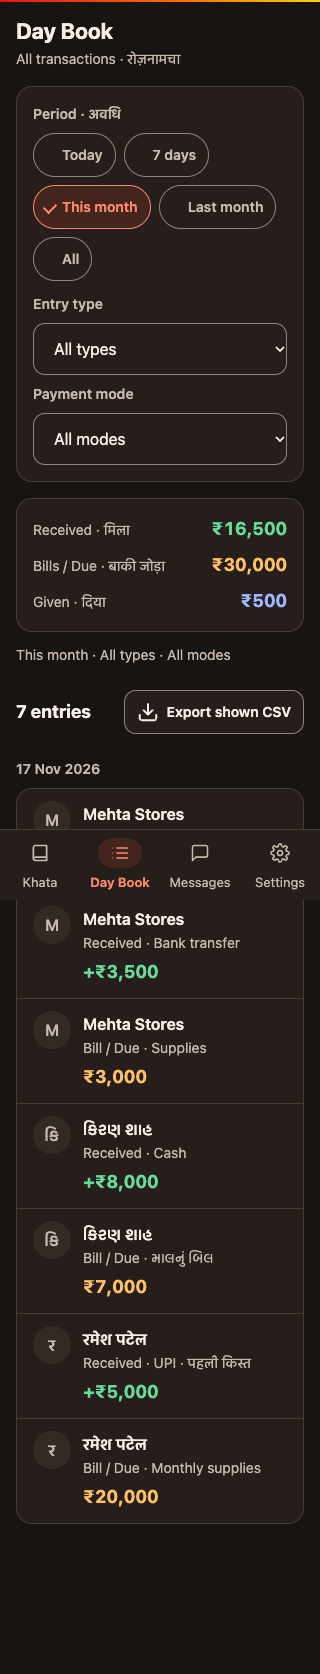 Day Book
All transactions · रोज़नामचा
Period · अवधि
Today
7 days
This month
Last month
All
Entry type
All types
Payment mode
All modes
Received · मिला
₹16,500
Bills / Due · बाकी जोड़ा
₹30,000
Given · दिया
₹500
This month · All types · All modes
7 entries
Export shown CSV
17 Nov 2026
M
Mehta Stores
Khata
Day Book
Messages
Settings
M
Mehta Stores
Received · Bank transfer
+₹3,500
M
Mehta Stores
Bill / Due · Supplies
₹3,000
કિ
કિરણ શાહ
Received · Cash
+₹8,000
કિ
કિરણ શાહ
Bill / Due · માલનું બિલ
₹7,000
र
रमेश पटेल
Received · UPI · पहली किस्त
+₹5,000
र
रमेश पटेल
Bill / Due · Monthly supplies
₹20,000